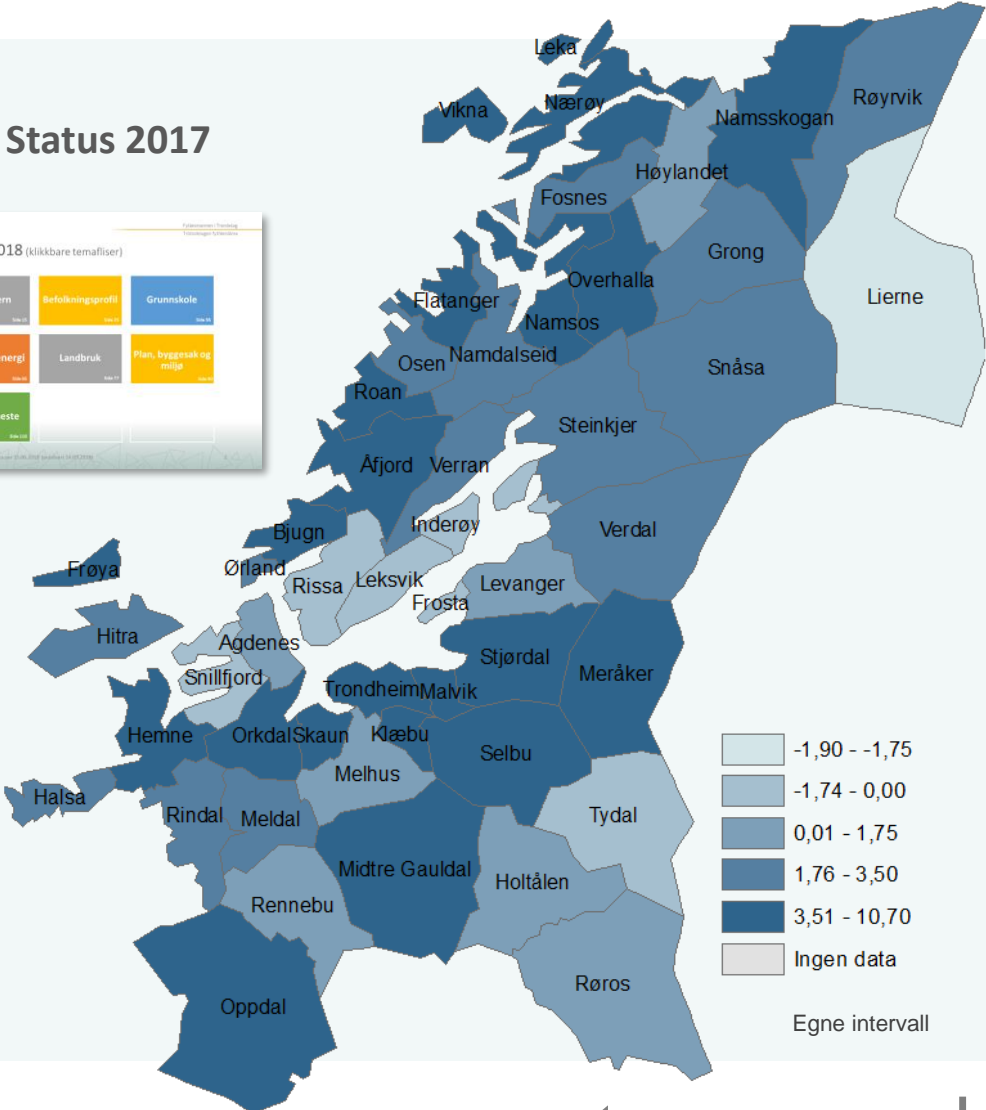 Status 2017
Fylkesmannen i Trøndelag
018 (klikkbare temafliser)
Befolkningsprofil
Grunnskole
Landbruk
Plan, byggesak og
miljø
Leka
Vikna
Nærøy
Namsskogan
Røyrvik
Høylandet
Fosnes
Grong
Overhalla
Lierne
Flatanger
Namsos
Osen
Namdalseid
Snåsa
Roan
Steinkjer
Åfjord
Verran
Bjugn
Inderøy
Verdal
Frøya
Ørland
Rissa
Leksvik
Levanger
Frosta
Hitra
Agdenes
Stjørdal
Meråker
Snillfjord
Trondheim
Malvik
Hemne
Orkdal
Skaun
Klæbu
Selbu
Melhus
Halsa
Rindal
Meldal
Tydal
Midtre Gauldal
Holtålen
Rennebu
Røros
Oppdal
-1,90 - -1,75
-1,74 - 0,00
0,01 - 1,75
1,76 - 3,50
3,51 - 10,70
Ingen data
Egne intervall